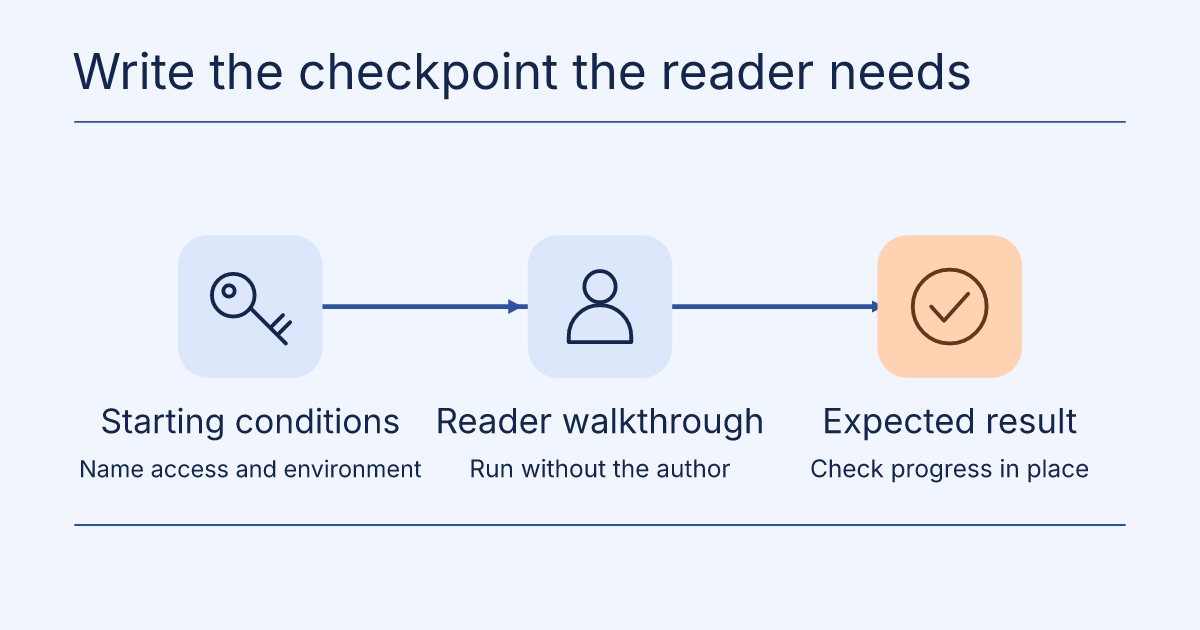 Write the checkpoint the reader needs
Starting conditions
Name access and environment
Reader walkthrough
Run without the author
Expected result
Check progress in place